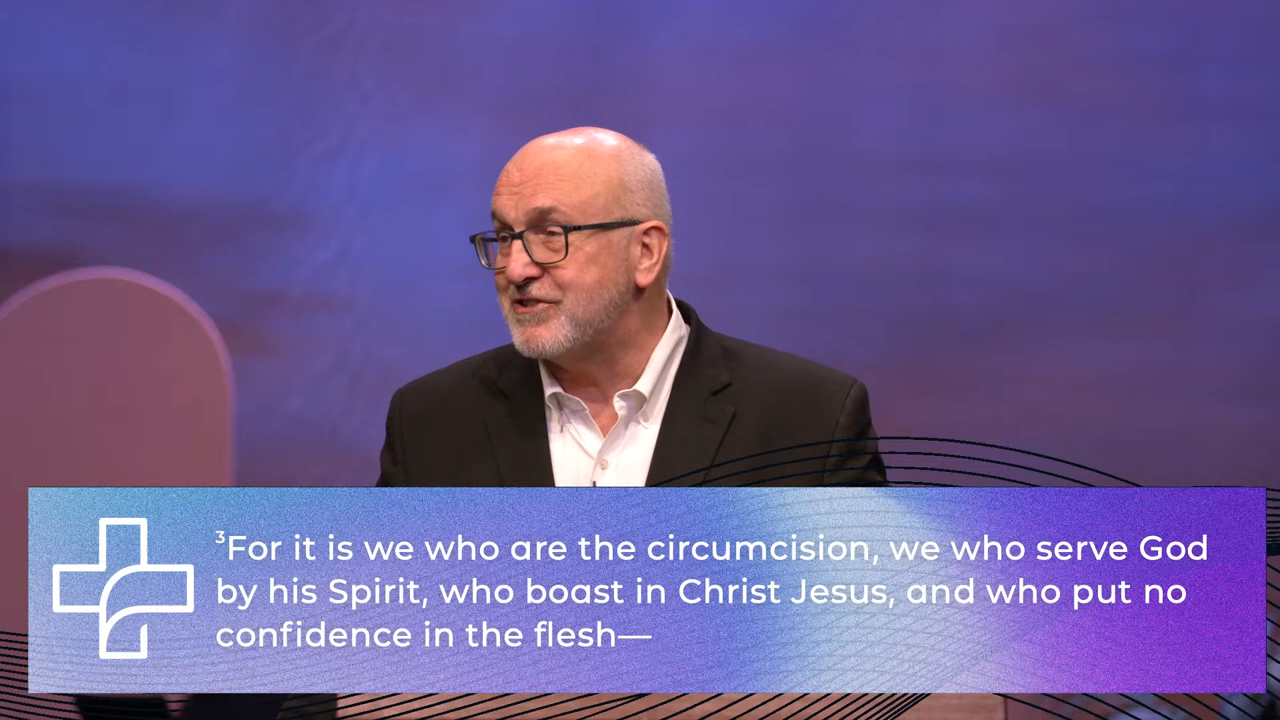 ³For it is we who are the circumcision, we who serve God
by his Spirit, who boast in Christ Jesus, and who put no
confidence in the flesh—